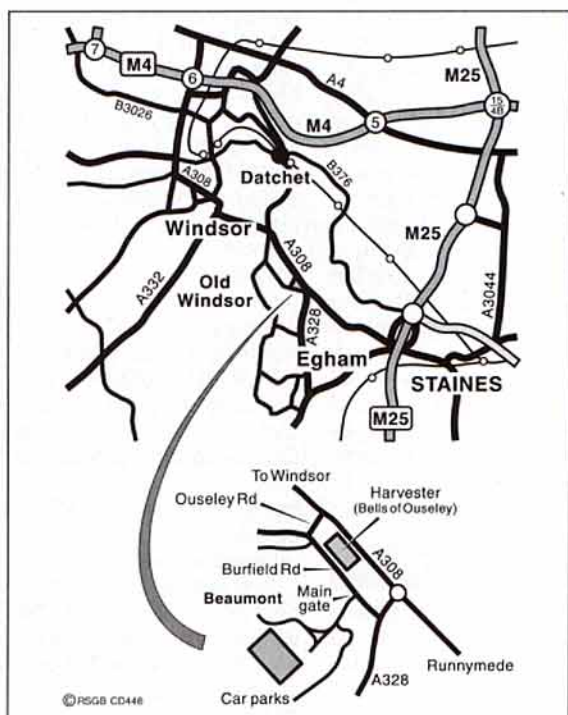 7
M4
6
A4
M25
15
4B
B3026
M4
5
A308
Datchet
B376
Windsor
M25
A308
Old
Windsor
A332
A328
A3044
Egham
STAINES
M25
To Windsor
Ouseley Rd
Harvester
(Bells of Ouseley)
A308
Burfield Rd
Beaumont
Main
gate
Runnymede
A328
Car parks
© RSGB CD446